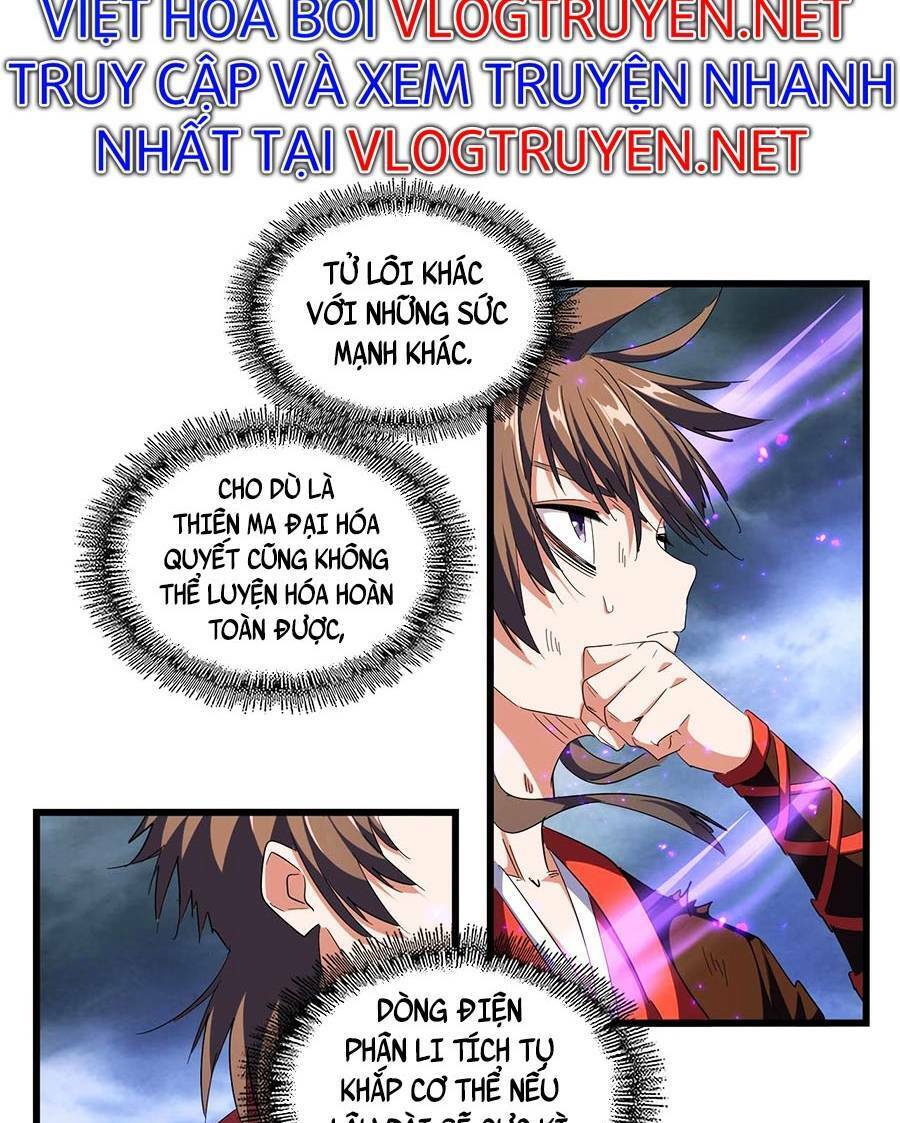 VIỆT HÓA BỞI VLOGTRUYEN.NET
TRUY CẬP VÀ XEM TRUYỆN NHANH
NHẤT TẠI VLOGTRUYEN.NET
TỬ LÔI KHÁC
VỚI NHỮNG SỨC
MẠNH KHÁC.
CHO DÙ LÀ
THIÊN MA ĐẠI HÓA
QUYẾT CŨNG KHÔNG
THỂ LUYỆN HÓA HOÀN
TOÀN ĐƯỢC,
DÒNG ĐIỆN
PHÂN LI TÍCH TỤ
KHẮP CƠ THỂ NẾU